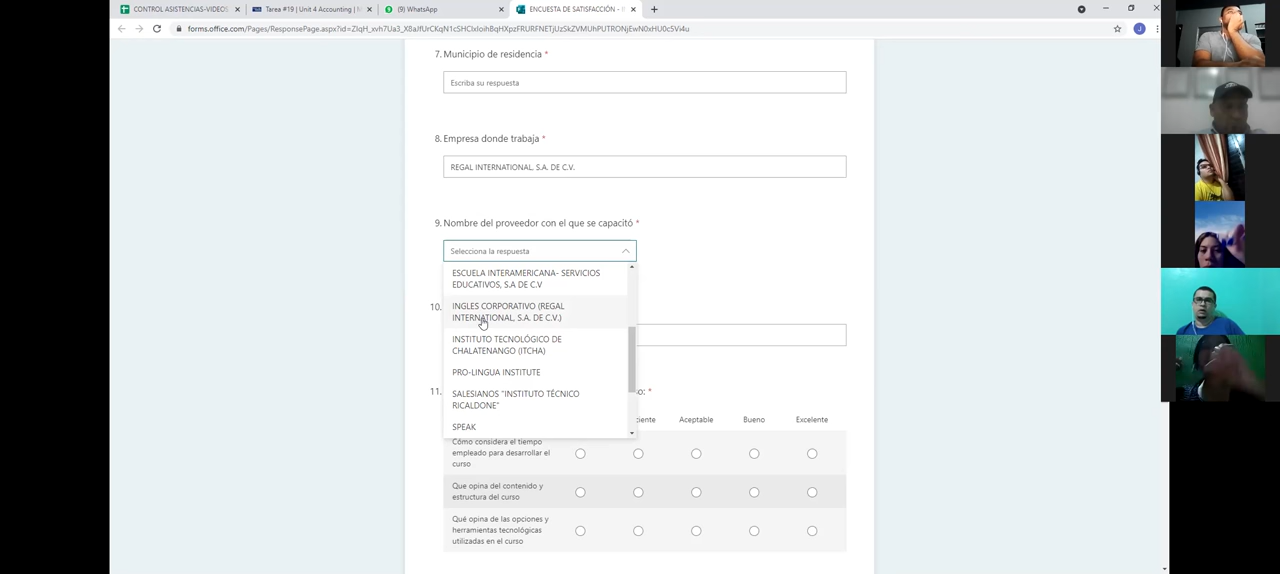 CONTROL ASISTENCIAS-VIDEOS
Tarea #19 | Unit 4 Accounting |
(9) WhatsApp
ENCUESTA DE SATISFACCIÓN -
J
7. Municipio de residencia *
Escriba su respuesta
8. Empresa donde trabaja *
REGAL INTERNATIONAL, S.A. DE C.V.
9. Nombre del proveedor con el que se capacitó *
Selecciona la respuesta
ESCUELA INTERAMERICANA- SERVICIOS
EDUCATIVOS, S.A DE C.V
10.
INGLES CORPORATIVO (REGAL
INTERNATIONAL, S.A. DE C.V.)
INSTITUTO TECNOLÓGICO DE
CHALATENANGO (ITCHA)
PRO-LINGUA INSTITUTE
11.
SALESIANOS "INSTITUTO TÉCNICO
RICALDONE"
SPEAK
ciente Aceptable Bueno Excelente
Cómo considera el tiempo
empleado para desarrollar el
curso
Que opina del contenido y
estructura del curso
Qué opina de las opciones y
herramientas tecnológicas
utilizadas en el curso